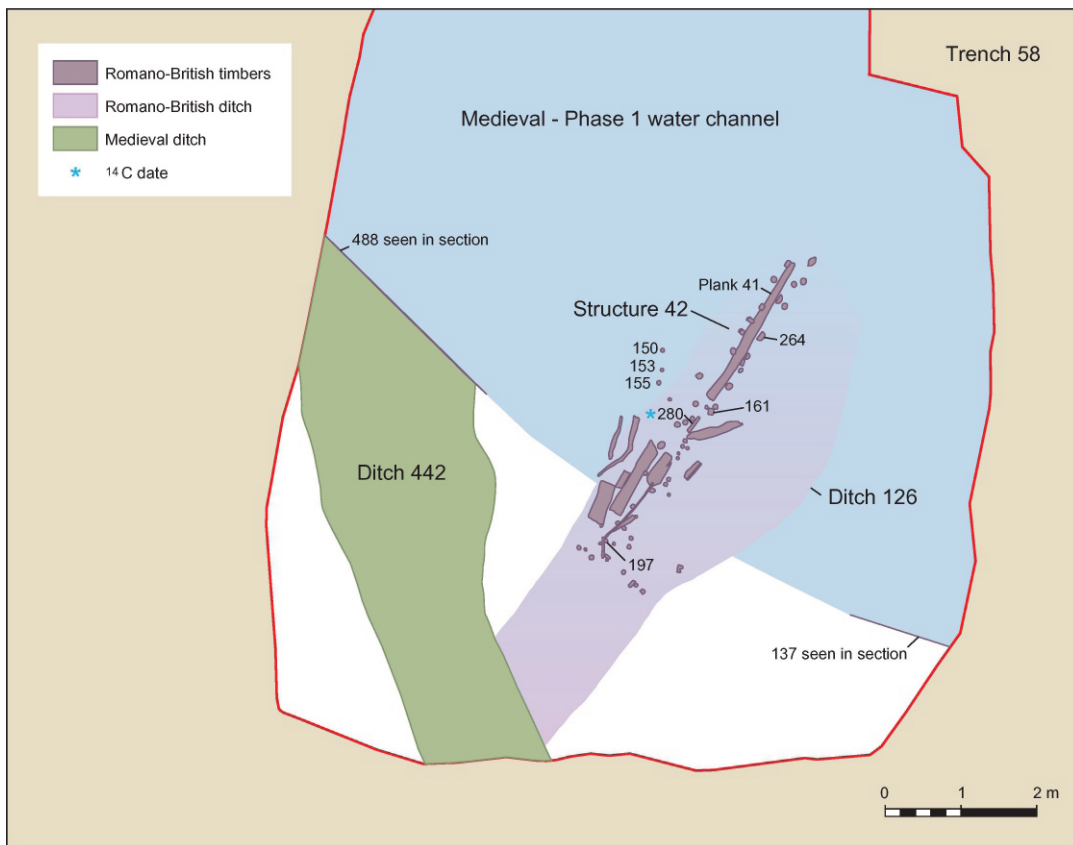 Romano-British timbers
Romano-British ditch
Medieval ditch
14 C date
Trench 58
Medieval - Phase 1 water channel
488 seen in section
Plank 41
Structure 42
264
150
153
155
280
161
Ditch 442
Ditch 126
197
137 seen in section
0 1 2 m